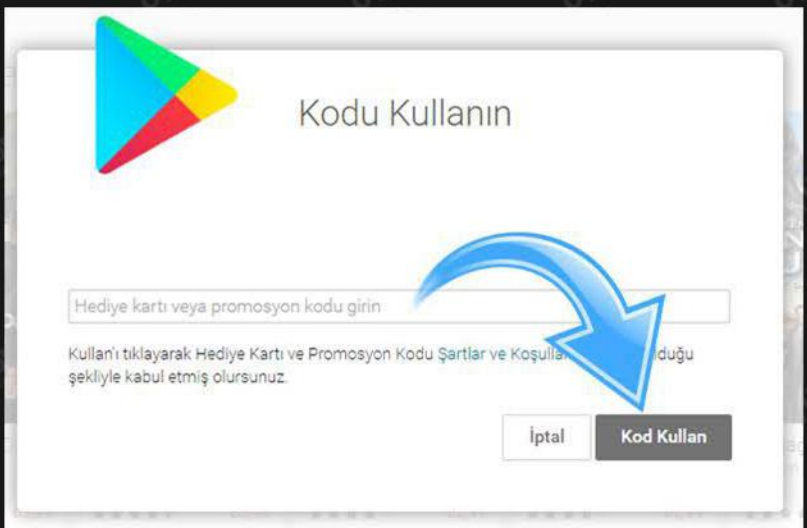 Kodu Kullanın
Hediye kartı veya promosyon kodu girin
Kullan'ı tıklayarak Hediye Kartı ve Promosyon Kodu Şartlar ve
şekliyle kabul etmiş olursunuz.
İptal
Kod Kullan